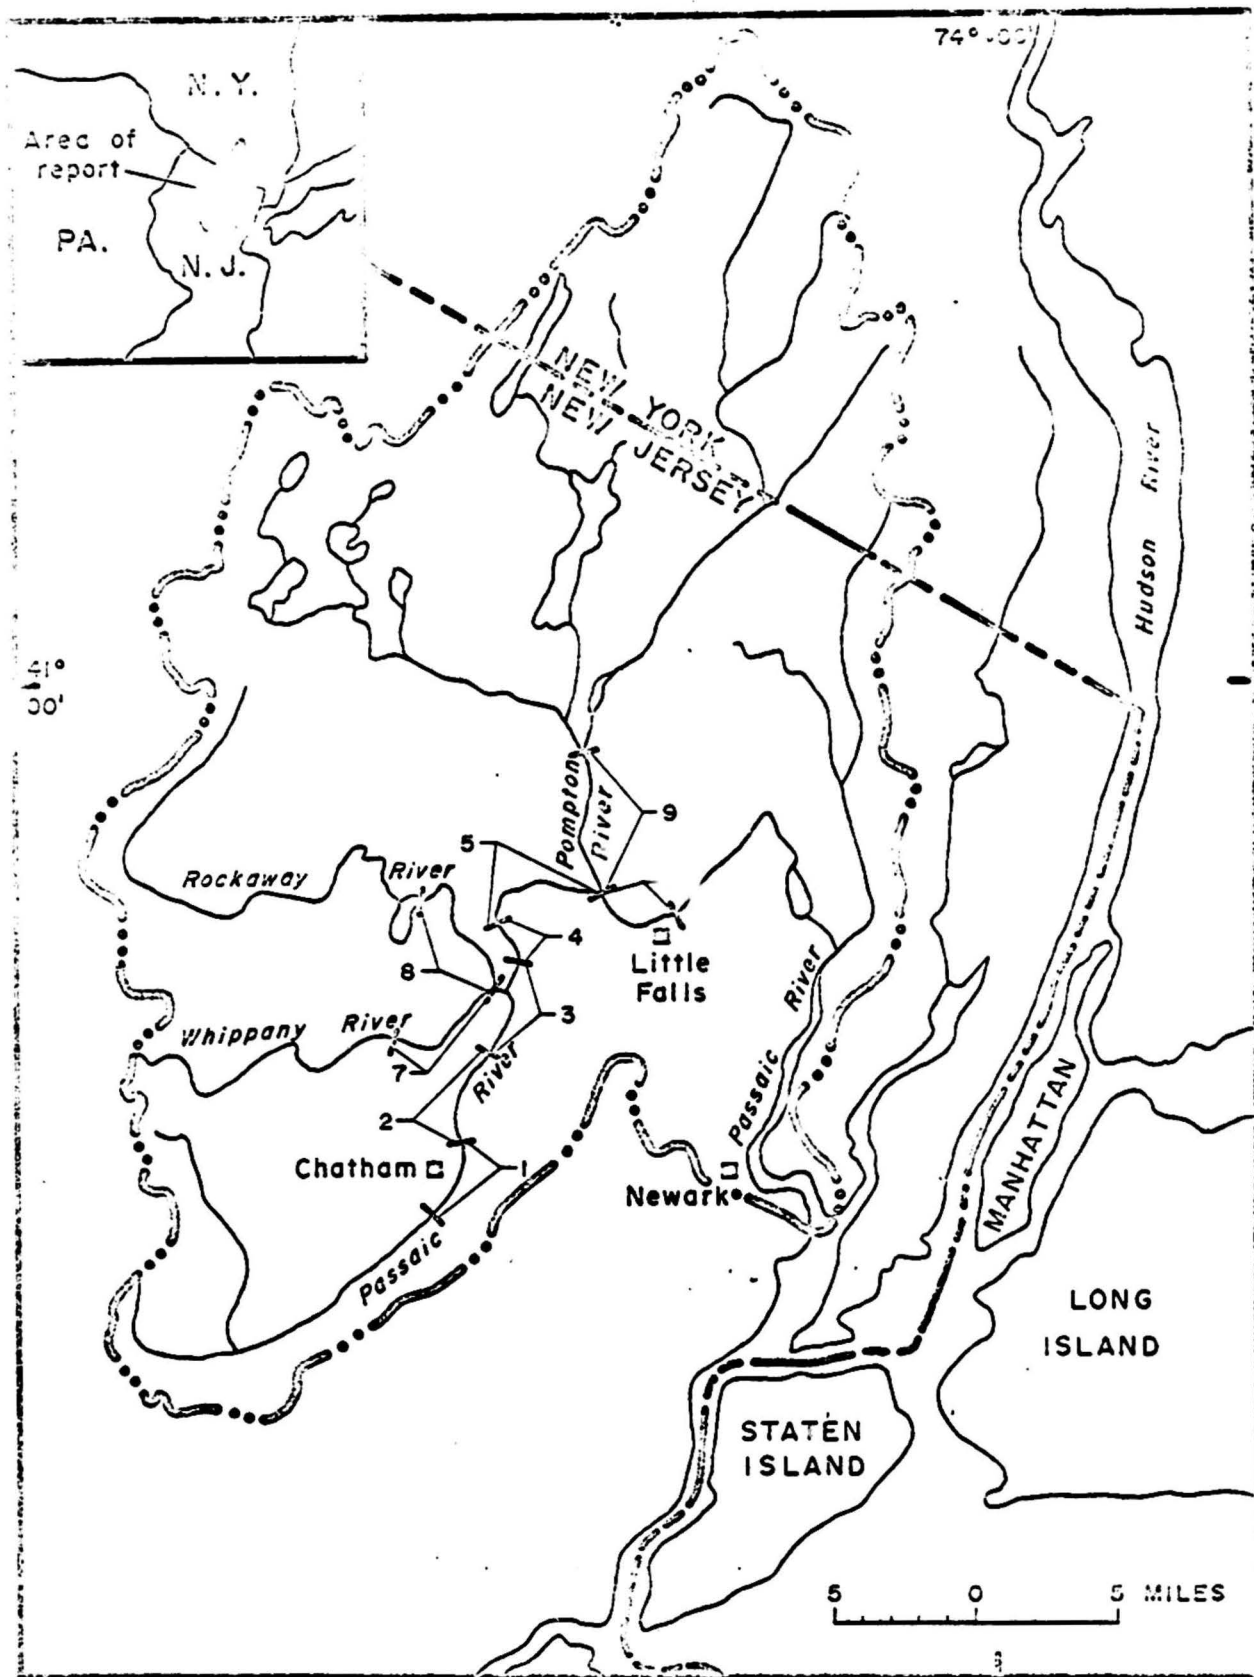 74° 00'
N. Y.
Area of
report
PA.
N. J.
NEW YORK
NEW JERSEY
Hudson River
41°
00'
Pompton
River
9
5
Rockaway River
4
8
Little
Falls
3
Whippany River
7
River
2
Passaic River
Chatham
1
Newark
MANHATTAN
Passaic
LONG
ISLAND
STATEN
ISLAND
5 0 5 MILES